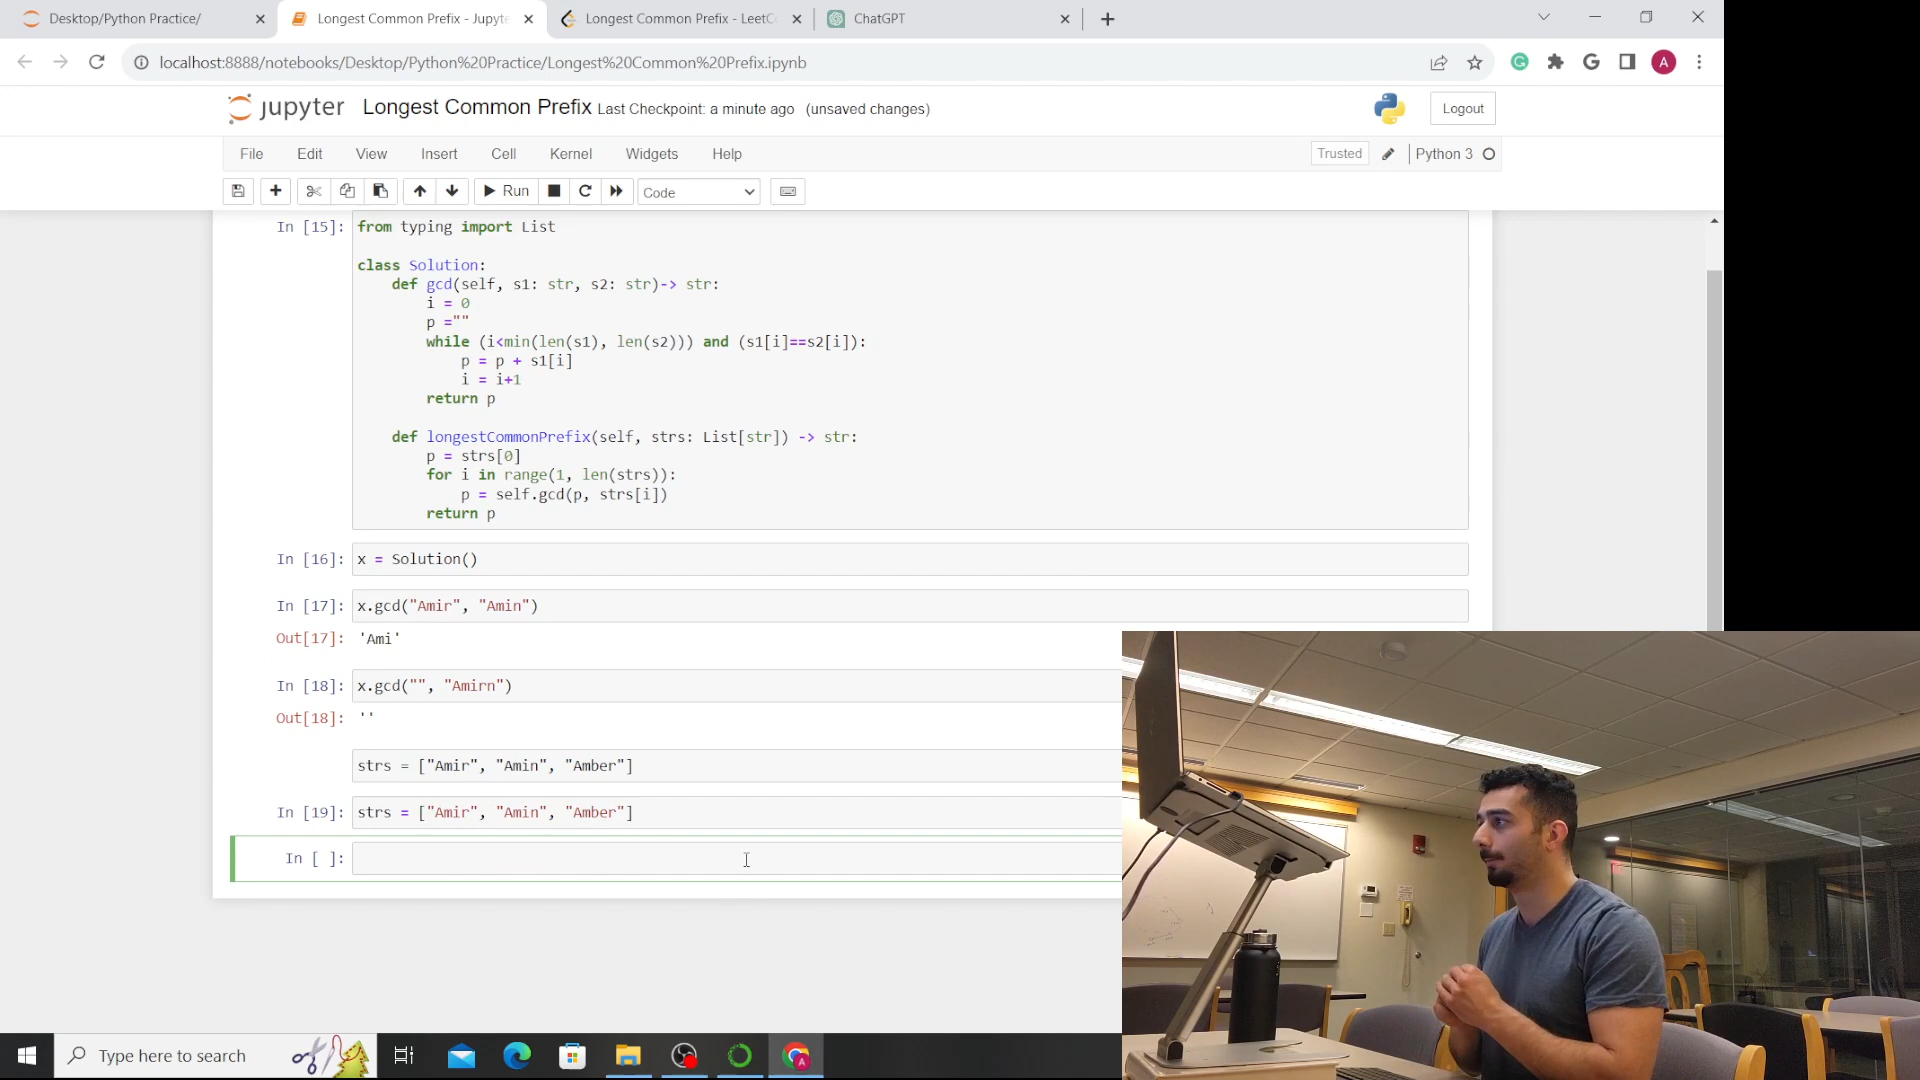 Desktop/Python Practice/
Longest Common Prefix - Jupyte
Longest Common Prefix - LeetC
ChatGPT
localhost:8888/notebooks/Desktop/Python%20Practice/Longest%20Common%20Prefix.ipynb
A
jupyter Longest Common Prefix Last Checkpoint: a minute ago (unsaved changes)
Logout
File Edit View Insert Cell Kernel Widgets Help
Trusted Python 3
Run Code
In [15]: from typing import List
class Solution:
def gcd(self, s1: str, s2: str)-> str:
i = 0
p =""
while (i<min(len(s1), len(s2))) and (s1[i]==s2[i]):
p = p + s1[i]
i = i+1
return p
def longestCommonPrefix(self, strs: List[str]) -> str:
p = strs[0]
for i in range(1, len(strs)):
p = self.gcd(p, strs[i])
return p
In [16]: x = Solution()
In [17]: x.gcd("Amir", "Amin")
Out[17]: 'Ami'
In [18]: x.gcd("", "Amirn")
Out[18]: ''
strs = ["Amir", "Amin", "Amber"]
In [19]: strs = ["Amir", "Amin", "Amber"]
In [ ]:
Type here to search